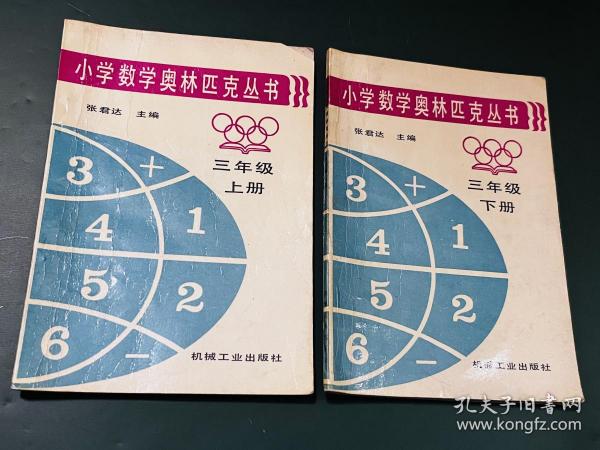 小学数学奥林匹克丛书
张君达 主编
三年级
上册
3 +
4 1
5 2
6 −
机械工业出版社
小学数学奥林匹克丛书
张君达 主编
三年级
下册
3 +
4 1
5 2
6 −
机械工业出版社
孔夫子旧书网
www.kongfz.com